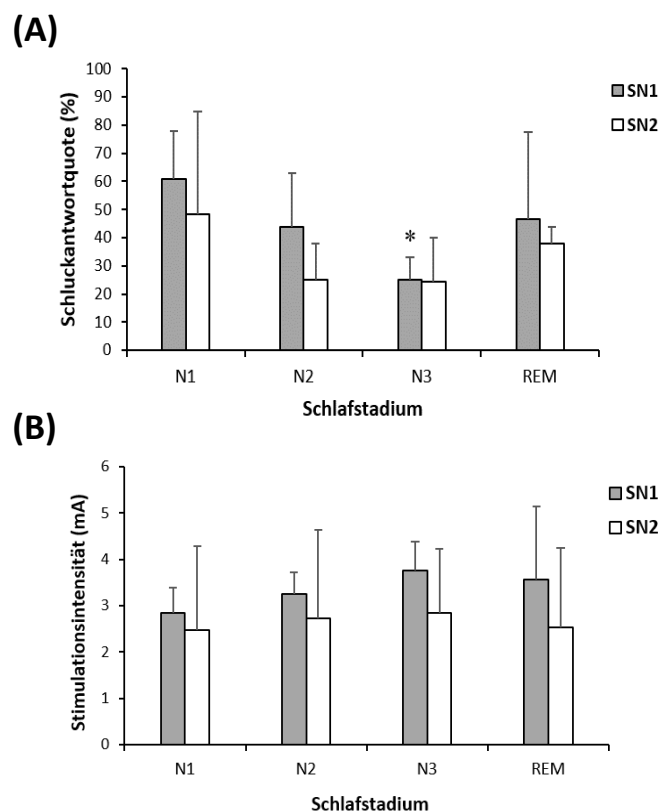 (A)
Schluckantwortquote (%)
100
90
80
70
60
50
40
30
20
10
0
*
N1 N2 N3 REM
Schlafstadium
SN1
SN2
(B)
Stimulationsintensität (mA)
6
5
4
3
2
1
0
N1 N2 N3 REM
Schlafstadium
SN1
SN2